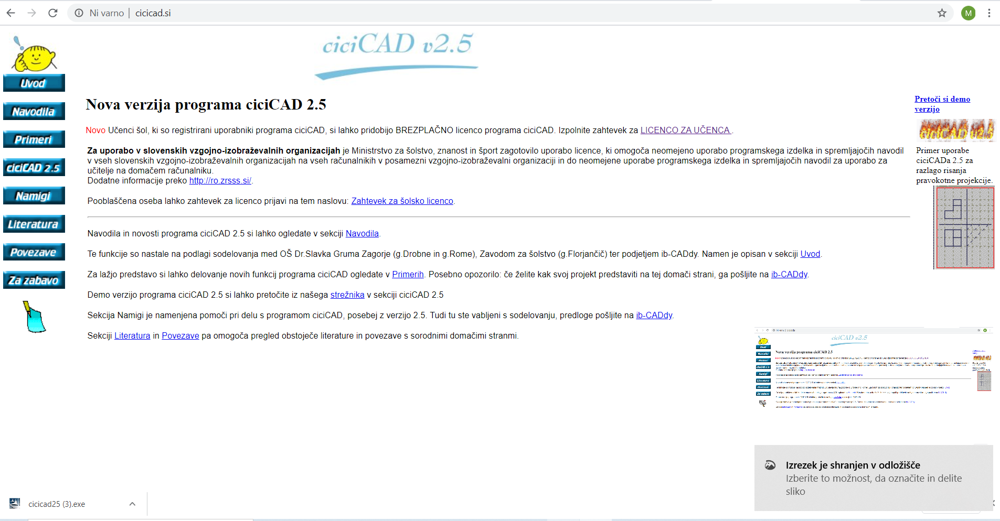 Ni varno | cicicad.si
M
ciciCAD v2.5
Uvod
Navodila
Primeri
ciciCAD 2.5
Namigi
Literatura
Povezave
Za zabavo
Nova verzija programa ciciCAD 2.5
Novo Učenci šol, ki so registrirani uporabniki programa ciciCAD, si lahko pridobijo BREZPLAČNO licenco programa ciciCAD. Izpolnite zahtevek za LICENCO ZA UČENCA .
Za uporabo v slovenskih vzgojno-izobraževalnih organizacijah je Ministrstvo za šolstvo, znanost in šport zagotovilo uporabo licence, ki omogoča neomejeno uporabo programskega izdelka in spremljajočih navodil
v vseh slovenskih vzgojno-izobraževalnih organizacijah na vseh računalnikih v posamezni vzgojno-izobraževalni organizaciji in do neomejene uporabe programskega izdelka in spremljajočih navodil za uporabo za
učitelje na domačem računalniku.
Dodatne informacije preko http://ro.zrsss.si/.
Pooblaščena oseba lahko zahtevek za licenco prijavi na tem naslovu: Zahtevek za šolsko licenco.
Navodila in novosti programa ciciCAD 2.5 si lahko ogledate v sekciji Navodila.
Te funkcije so nastale na podlagi sodelovanja med OŠ Dr.Slavka Gruma Zagorje (g.Drobne in g.Rome), Zavodom za šolstvo (g.Florjančič) ter podjetjem ib-CADdy. Namen je opisan v sekciji Uvod.
Za lažjo predstavo si lahko delovanje novih funkcij programa ciciCAD ogledate v Primerih. Posebno opozorilo: če želite kak svoj projekt predstaviti na tej domači strani, ga pošljite na ib-CADdy.
Demo verzijo programa ciciCAD 2.5 si lahko pretočite iz našega strežnika v sekciji ciciCAD 2.5
Sekcija Namigi je namenjena pomoči pri delu s programom ciciCAD, posebej z verzijo 2.5. Tudi tu ste vabljeni s sodelovanju, predloge pošljite na ib-CADdy.
Sekciji Literatura in Povezave pa omogoča pregled obstoječe literature in povezave s sorodnimi domačimi stranmi.
Pretoči si demo
verzijo
ciciCAD v2.5
Primer uporabe
ciciCADa 2.5 za
razlago risanja
pravokotne projekcije.
ciciCAD v2.5
Nova verzija programa ciciCAD 2.5
Izrezek je shranjen v odložišče
Izberite to možnost, da označite in delite
sliko
cicicad25 (3).exe